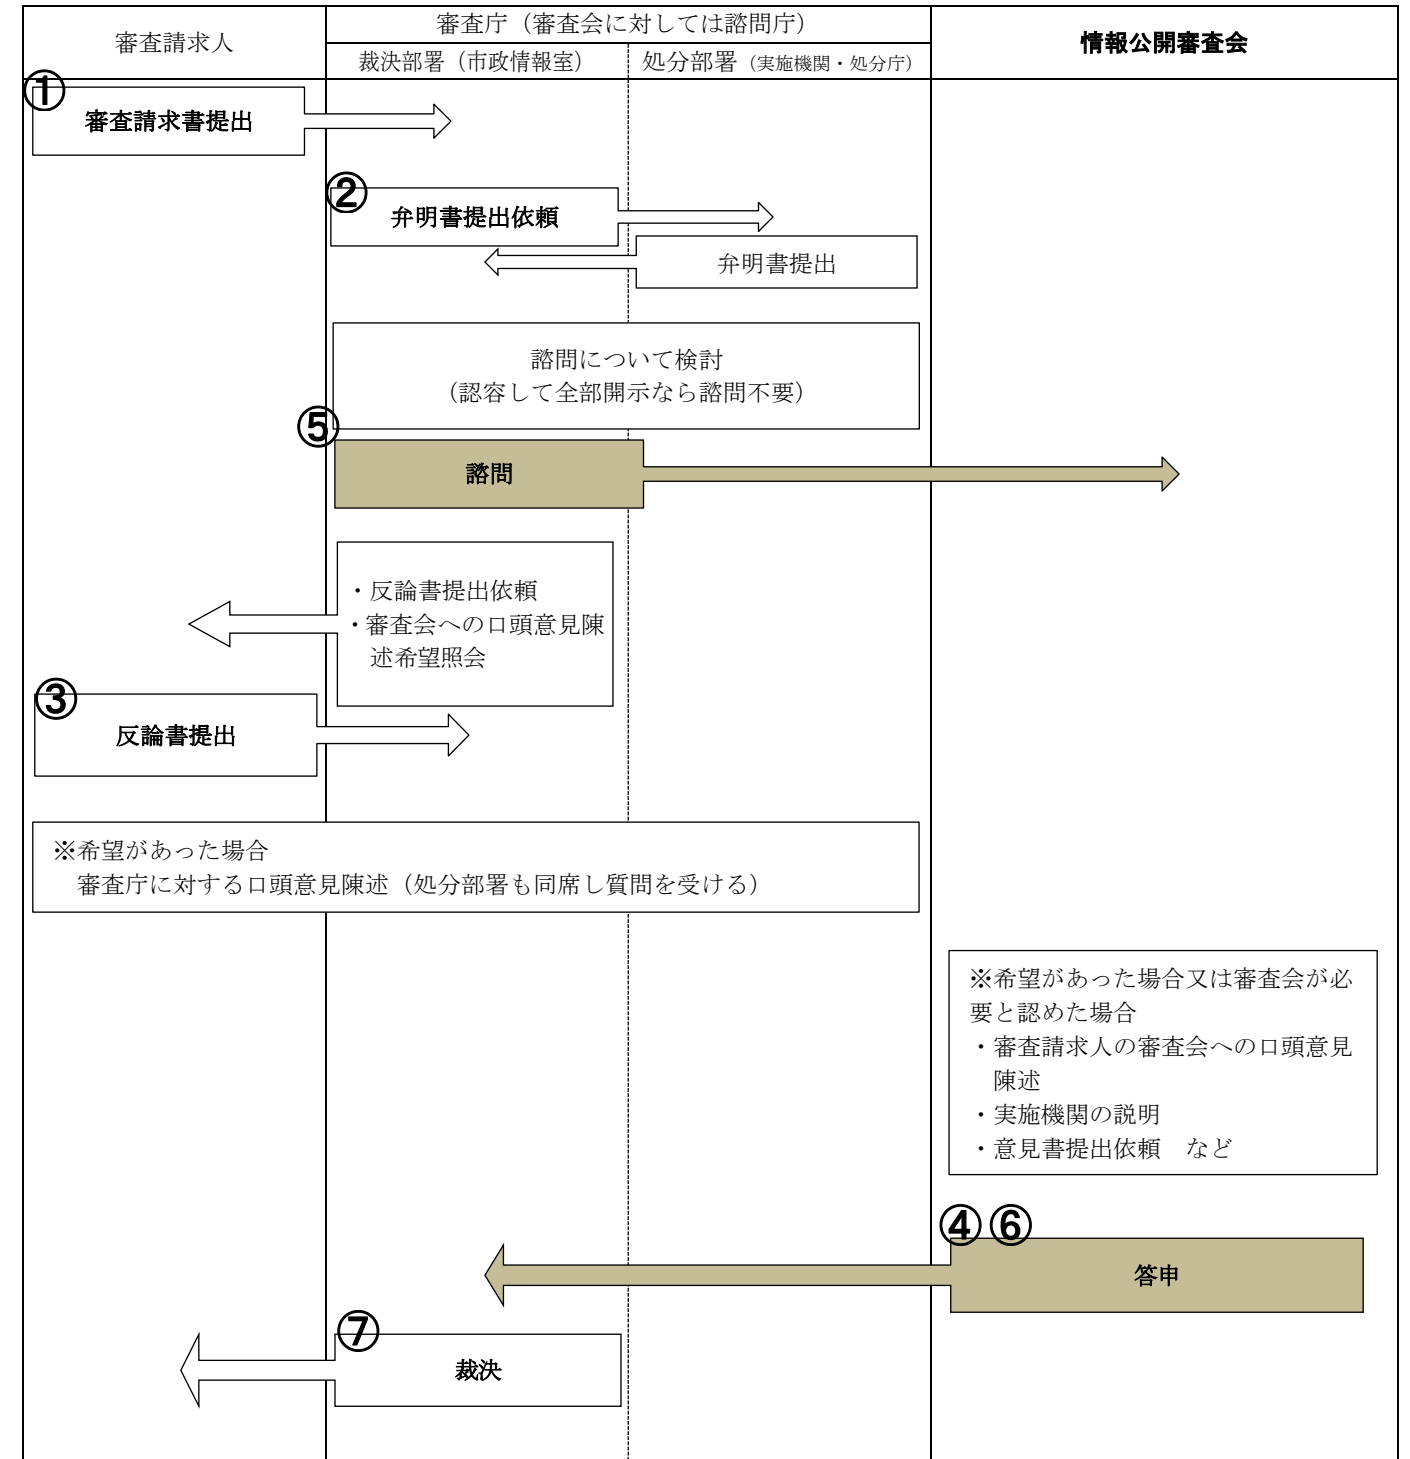 審査請求人
審査庁（審査会に対しては諮問庁）
情報公開審査会
裁決部署（市政情報室）
処分部署（実施機関・処分庁）
①
審査請求書提出
②
弁明書提出依頼
弁明書提出
諮問について検討
（認容して全部開示なら諮問不要）
⑤
諮問
・反論書提出依頼
・審査会への口頭意見陳
述希望照会
③
反論書提出
※希望があった場合
審査庁に対する口頭意見陳述（処分部署も同席し質問を受ける）
※希望があった場合又は審査会が必
要と認めた場合
・審査請求人の審査会への口頭意見
陳述
・実施機関の説明
・意見書提出依頼　など
④⑥
答申
⑦
裁決